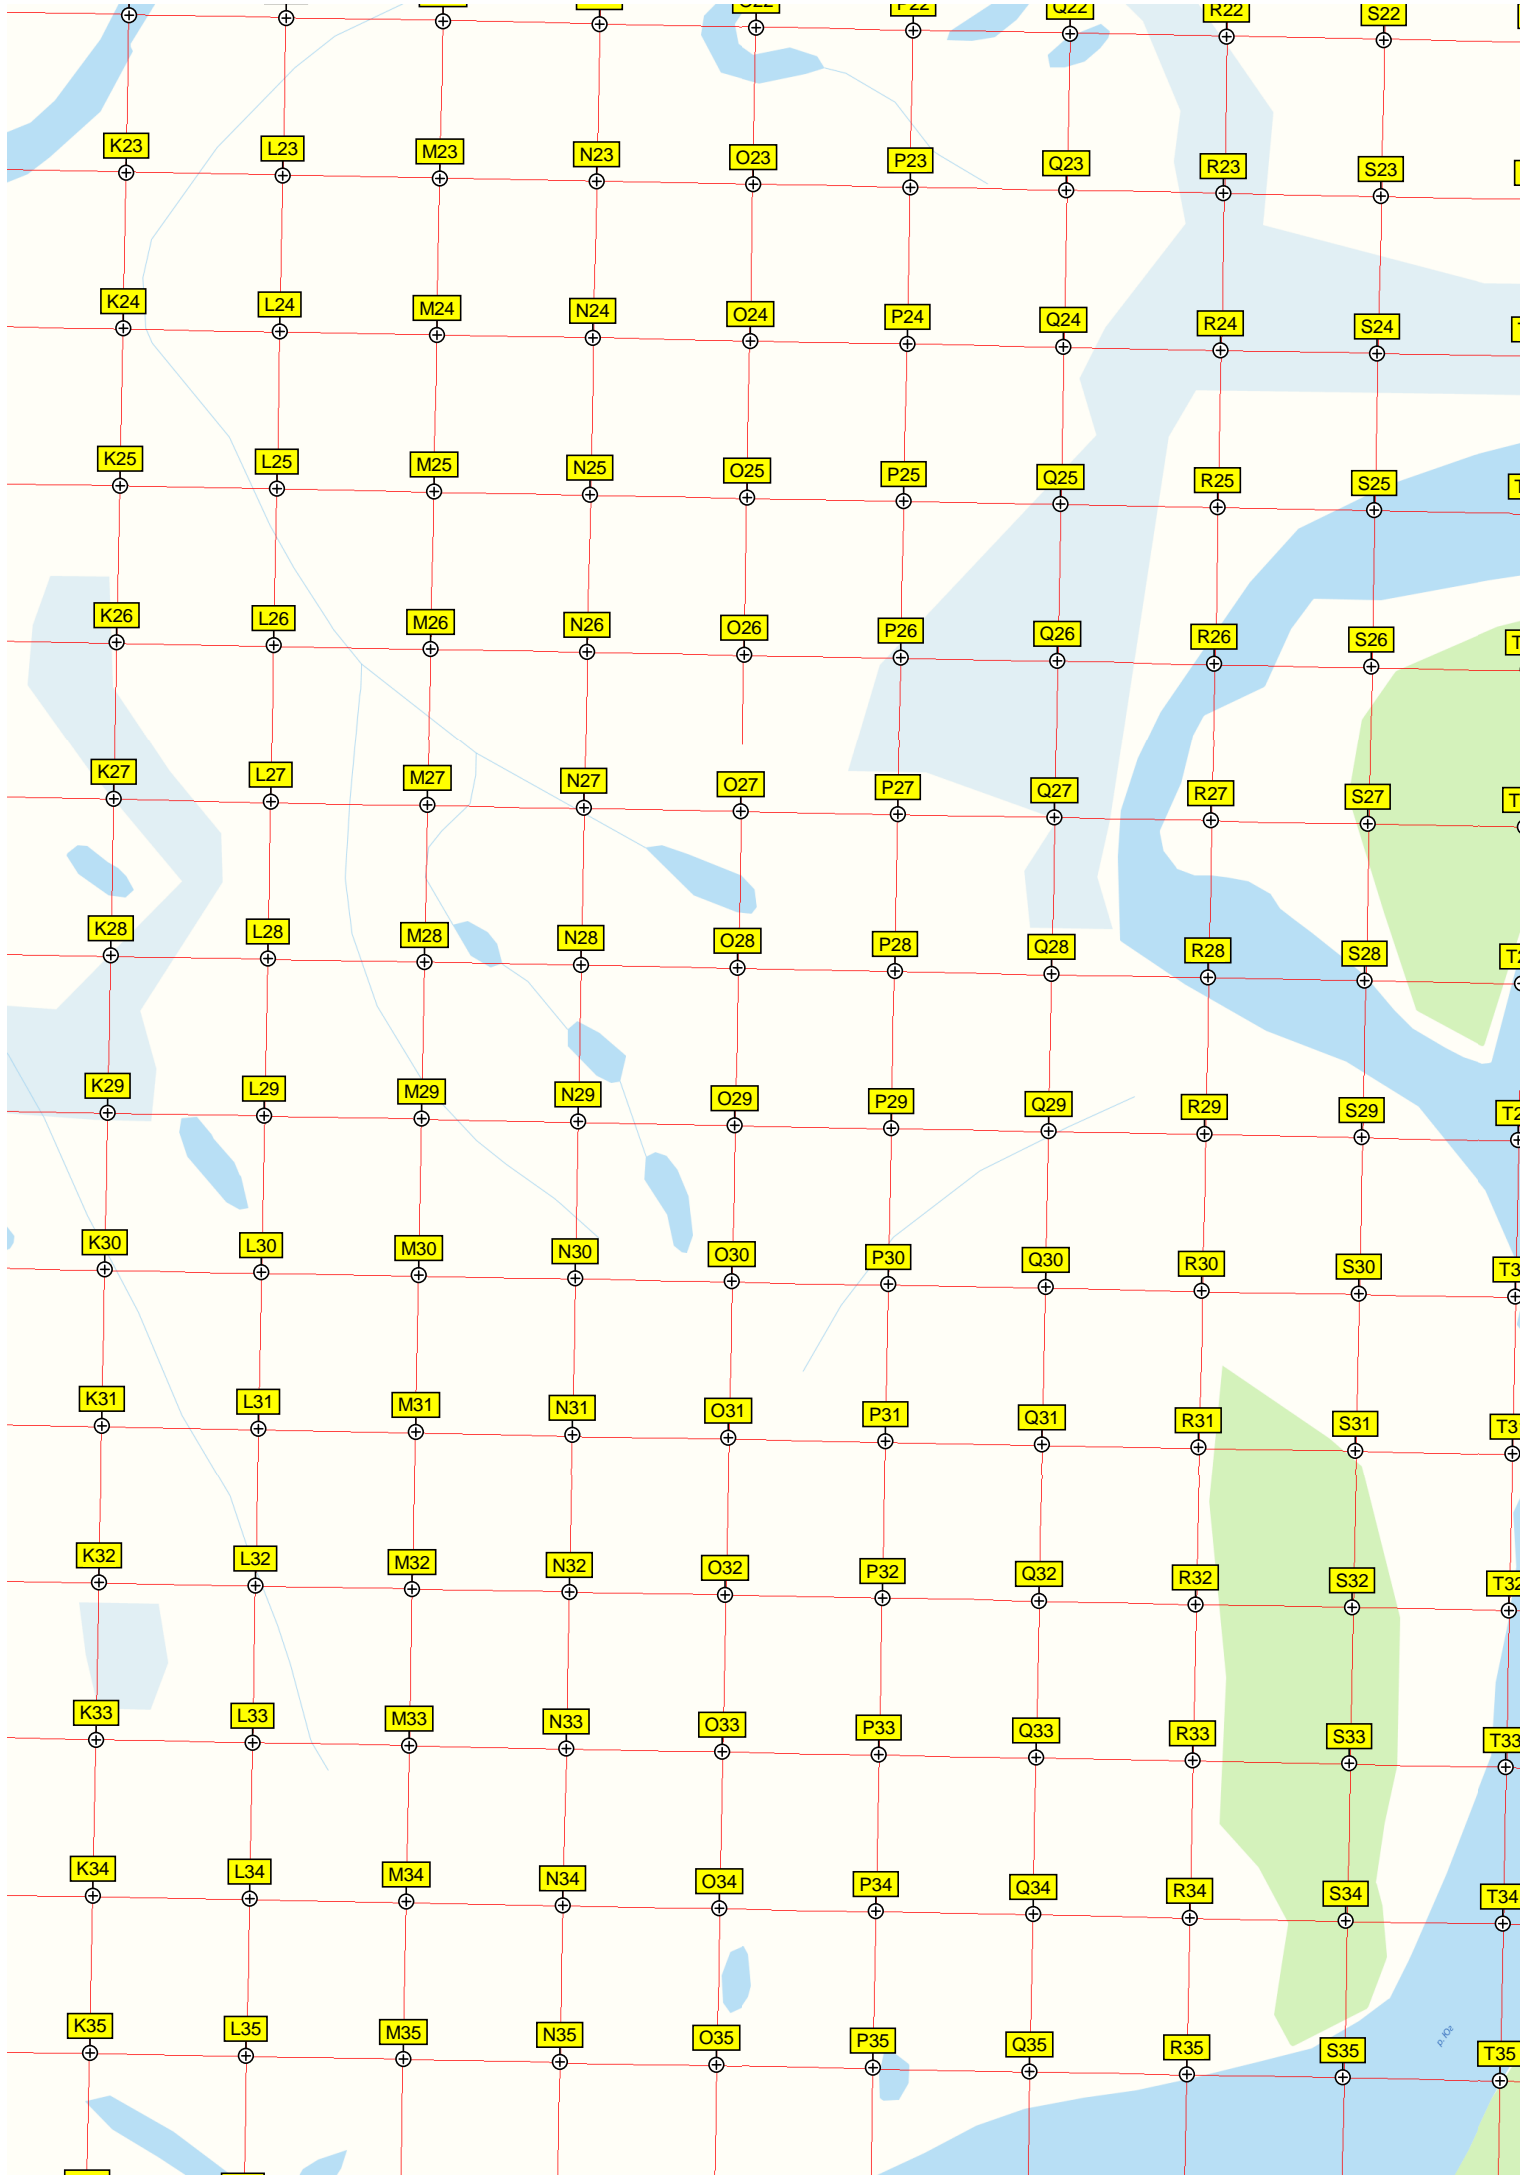 R22 S22
K23 L23 M23 N23 O23 P23 Q23 R23 S23
K24 L24 M24 N24 O24 P24 Q24 R24 S24
K25 L25 M25 N25 O25 P25 Q25 R25 S25
K26 L26 M26 N26 O26 P26 Q26 R26 S26
K27 L27 M27 N27 O27 P27 Q27 R27 S27
K28 L28 M28 N28 O28 P28 Q28 R28 S28
K29 L29 M29 N29 O29 P29 Q29 R29 S29
K30 L30 M30 N30 O30 P30 Q30 R30 S30
K31 L31 M31 N31 O31 P31 Q31 R31 S31
K32 L32 M32 N32 O32 P32 Q32 R32 S32 T32
K33 L33 M33 N33 O33 P33 Q33 R33 S33 T33
K34 L34 M34 N34 O34 P34 Q34 R34 S34 T34
K35 L35 M35 N35 O35 P35 Q35 R35 S35 T35
р. Юг